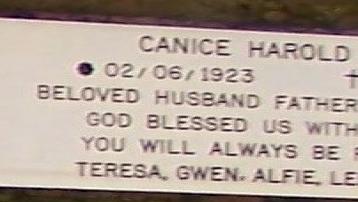 CANICE HAROLD
● 02/06/1923 †
BELOVED HUSBAND FATHER
GOD BLESSED US WITH
YOU WILL ALWAYS BE
TERESA, GWEN, ALFIE,